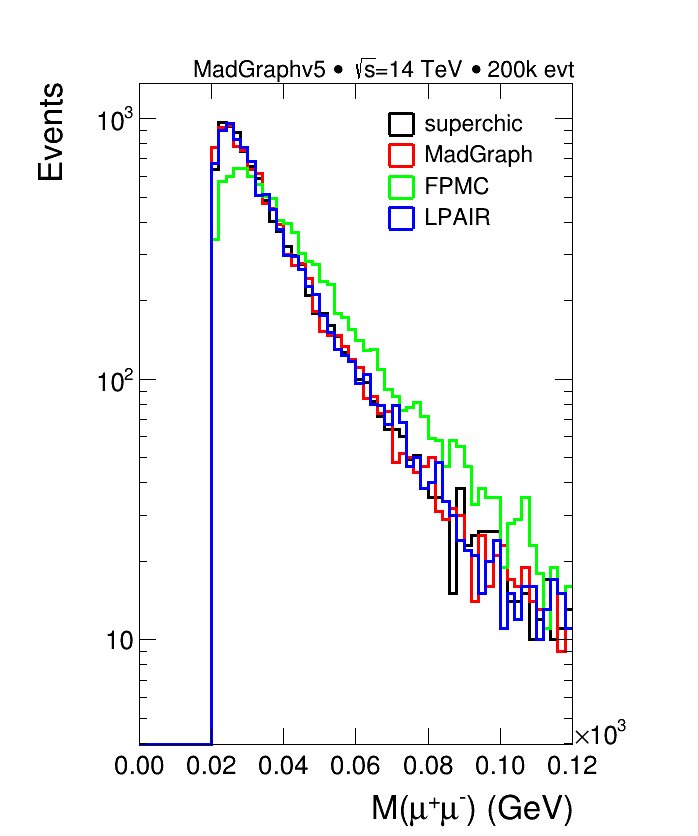 MadGraphv5 • √s=14 TeV • 200k evt
Events
superchic
MadGraph
FPMC
LPAIR
10³
10²
10
0.00 0.02 0.04 0.06 0.08 0.10 0.12
×10³
M(μ⁺μ⁻) (GeV)